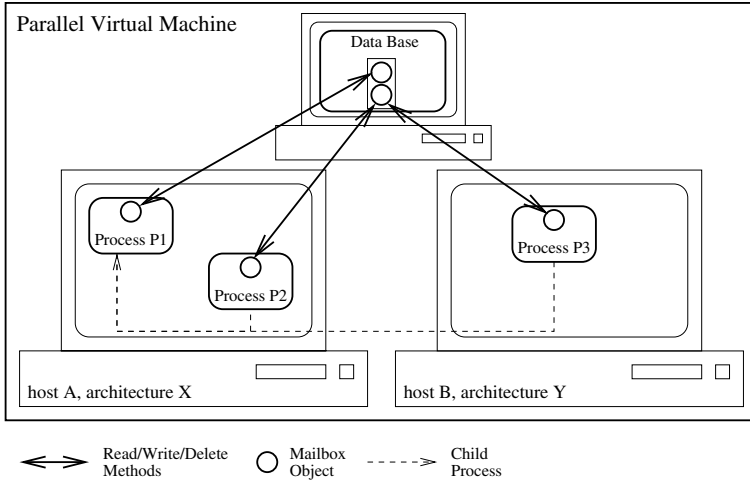 Parallel Virtual Machine
Data Base
Process P1
Process P2
Process P3
host A, architecture X
host B, architecture Y
Read/Write/Delete
Methods
Mailbox
Object
Child
Process